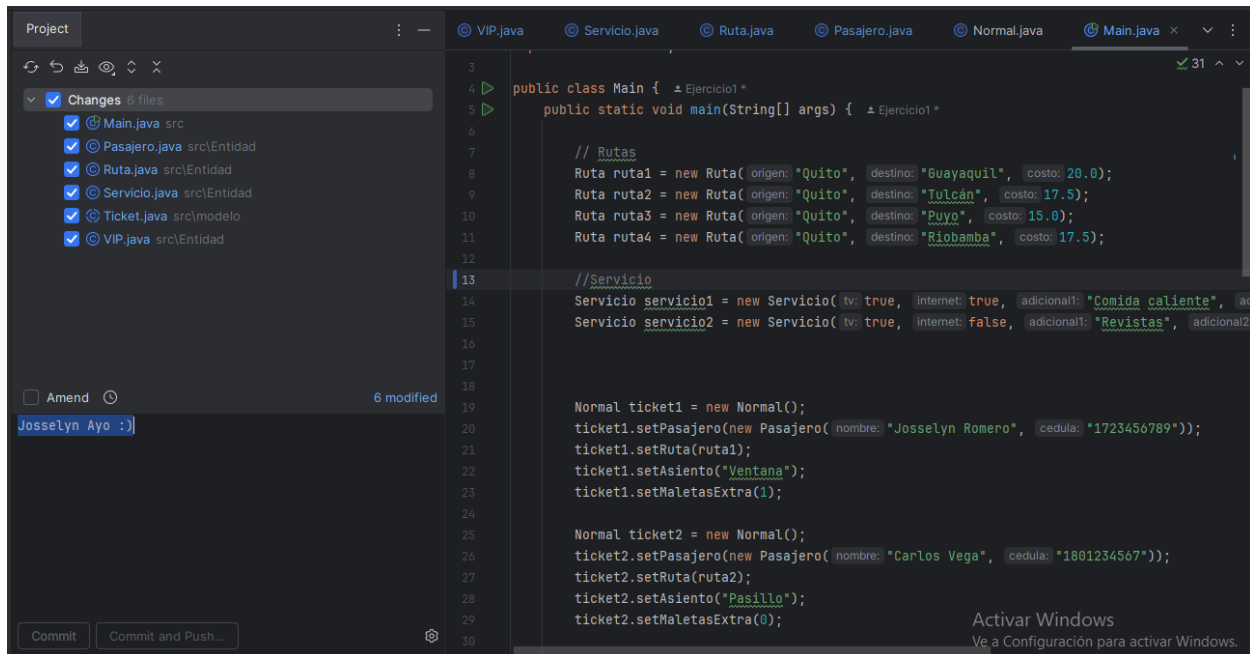 Project
Changes 6 files
Main.java src
Pasajero.java src\Entidad
Ruta.java src\Entidad
Servicio.java src\Entidad
Ticket.java src\modelo
VIP.java src\Entidad
Amend
6 modified
Josselyn Ayo :)
Commit
Commit and Push...
VIP.java
Servicio.java
Ruta.java
Pasajero.java
Normal.java
Main.java
31
3
4 public class Main { Ejercicio1 *
5 public static void main(String[] args) { Ejercicio1 *
6
7 // Rutas
8 Ruta ruta1 = new Ruta( origen: "Quito", destino: "Guayaquil", costo: 20.0);
9 Ruta ruta2 = new Ruta( origen: "Quito", destino: "Tulcán", costo: 17.5);
10 Ruta ruta3 = new Ruta( origen: "Quito", destino: "Puyo", costo: 15.0);
11 Ruta ruta4 = new Ruta( origen: "Quito", destino: "Riobamba", costo: 17.5);
12
13 //Servicio
14 Servicio servicio1 = new Servicio( tv: true, internet: true, adicional1: "Comida caliente",
15 Servicio servicio2 = new Servicio( tv: true, internet: false, adicional1: "Revistas", adicional2
16
17
18
19 Normal ticket1 = new Normal();
20 ticket1.setPasajero(new Pasajero( nombre: "Josselyn Romero", cedula: "1723456789"));
21 ticket1.setRuta(ruta1);
22 ticket1.setAsiento("Ventana");
23 ticket1.setMaletasExtra(1);
24
25 Normal ticket2 = new Normal();
26 ticket2.setPasajero(new Pasajero( nombre: "Carlos Vega", cedula: "1801234567"));
27 ticket2.setRuta(ruta2);
28 ticket2.setAsiento("Pasillo");
29 ticket2.setMaletasExtra(0);
30
Activar Windows
Ve a Configuración para activar Windows.